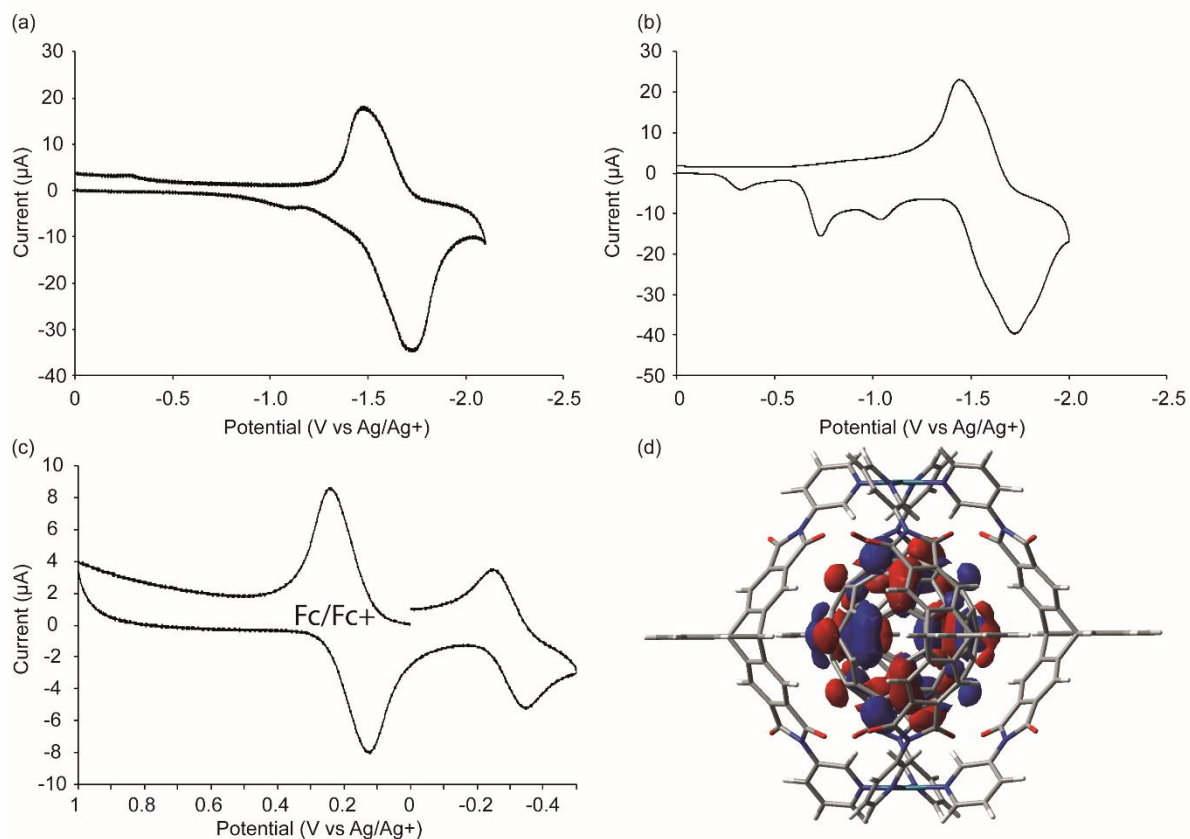 (a)
30
20
10
0
-10
-20
-30
-40
Current (µA)
0 -0.5 -1.0 -1.5 -2.0 -2.5
Potential (V vs Ag/Ag+)
(b)
30
20
10
0
-10
-20
-30
-40
-50
Current (µA)
0 -0.5 -1.0 -1.5 -2.0 -2.5
Potential (V vs Ag/Ag+)
(c)
10
8
6
4
2
0
-2
-4
-6
-8
-10
Current (µA)
Fc/Fc+
1 0.8 0.6 0.4 0.2 0 -0.2 -0.4
Potential (V vs Ag/Ag+)
(d)